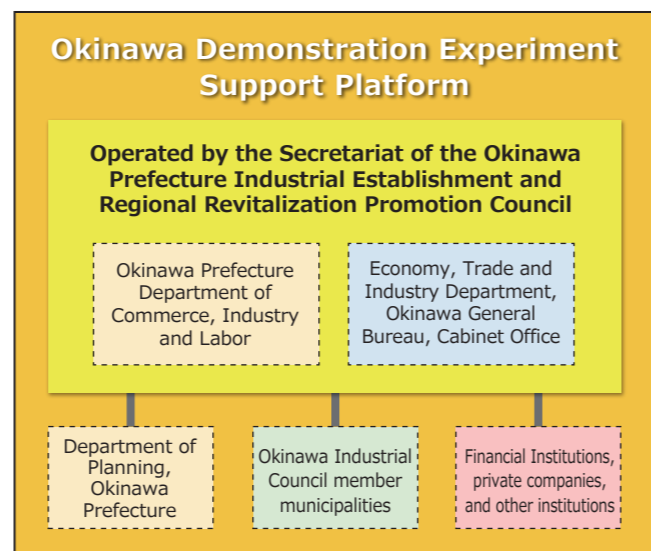 Okinawa Demonstration Experiment
Support Platform
Operated by the Secretariat of the Okinawa
Prefecture Industrial Establishment and
Regional Revitalization Promotion Council
Okinawa Prefecture
Department of
Commerce, Industry
and Labor
Economy, Trade and
Industry Department,
Okinawa General
Bureau, Cabinet Office
Department of
Planning,
Okinawa
Prefecture
Okinawa Industrial
Council member
municipalities
Financial Institutions,
private companies,
and other institutions